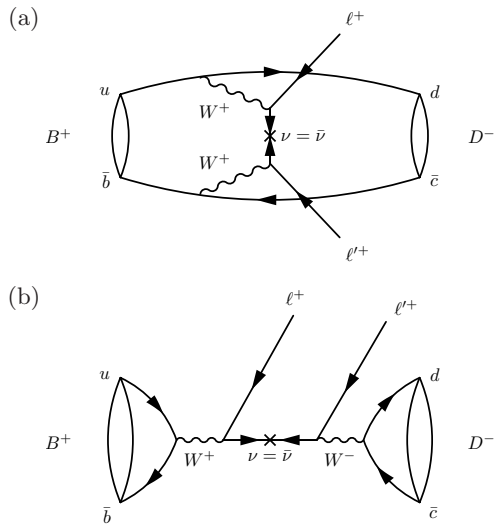 (a)
ℓ⁺
u
d
W⁺
B⁺
ν = ν̄
D⁻
W⁺
b̄
c̄
ℓ′⁺
(b)
ℓ⁺
ℓ′⁺
u
d
B⁺
W⁺
ν = ν̄
W⁻
D⁻
b̄
c̄